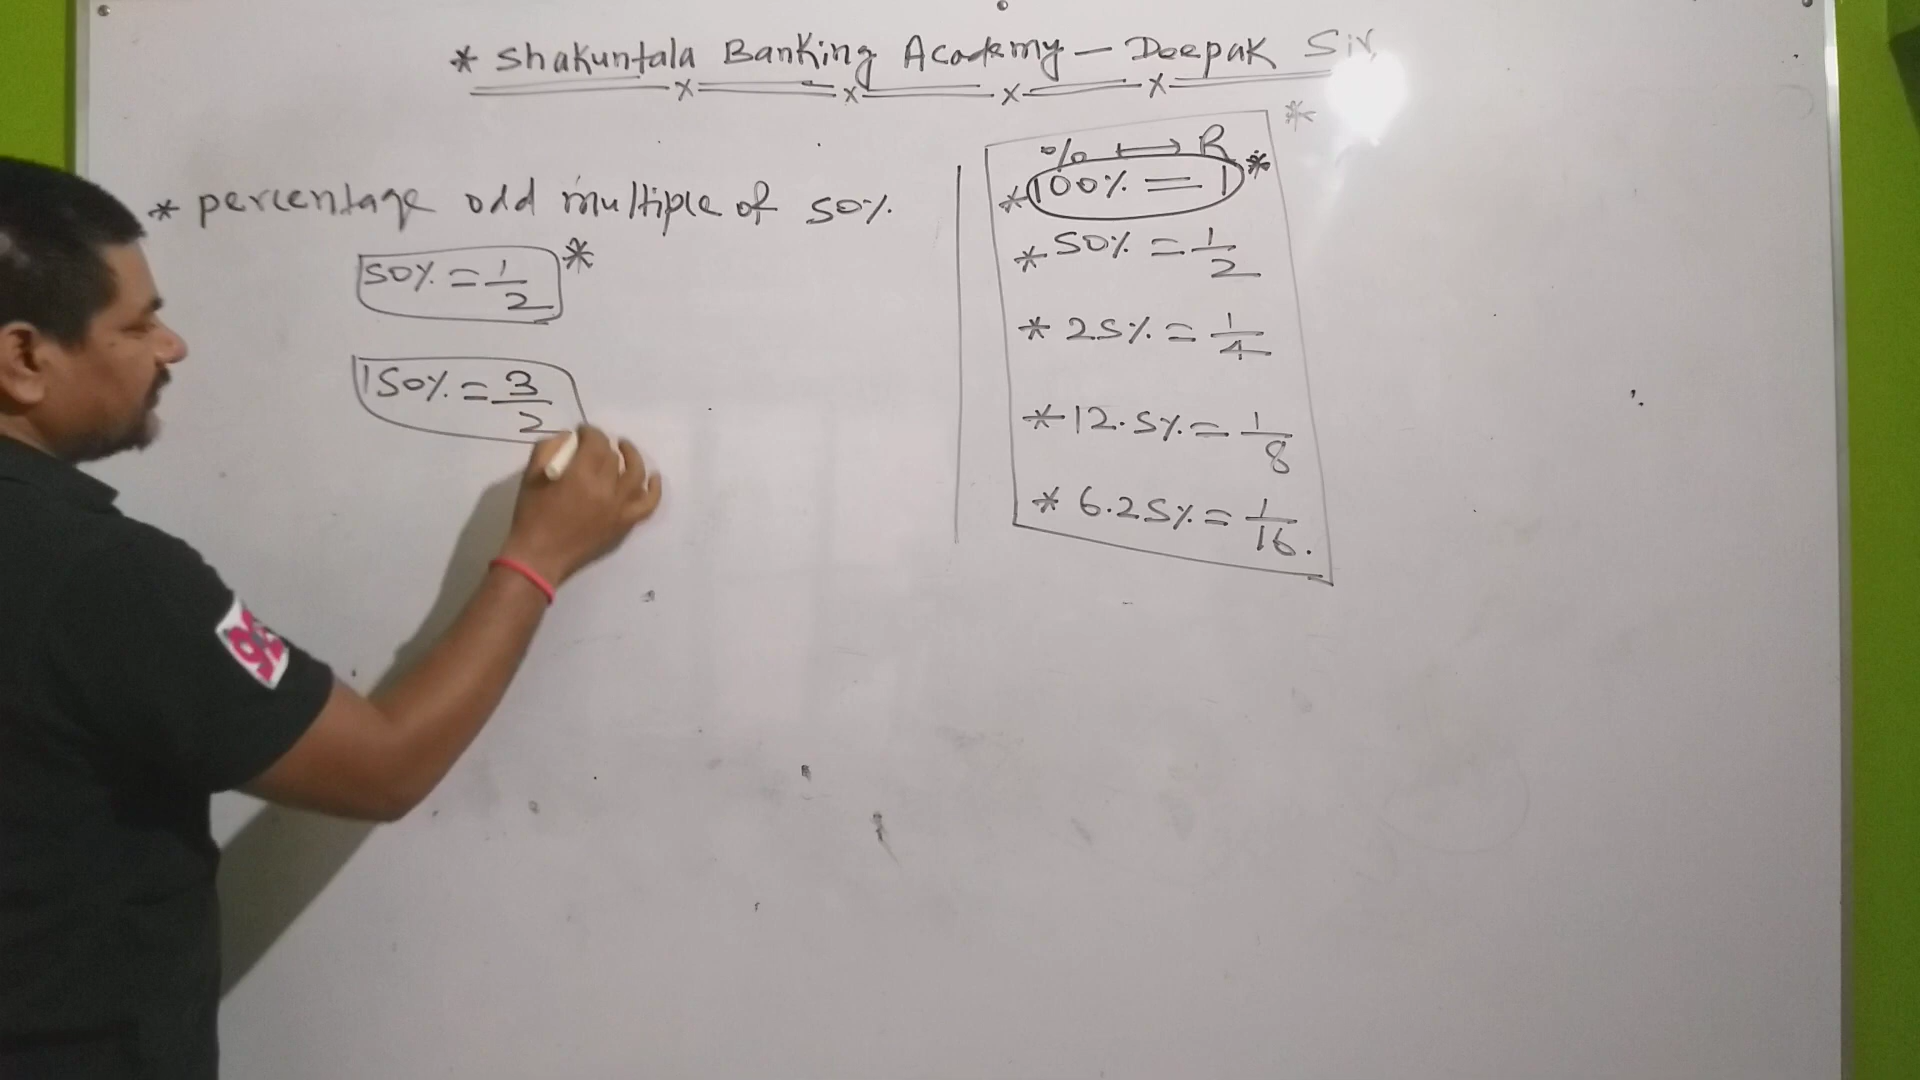 * Shakuntala Banking Academy - Deepak Sir,
* percentage odd multiple of 50%
50% = 1/2 *
150% = 3/2
% ↔ R
* 100% = 1 *
* 50% = 1/2
* 25% = 1/4
* 12.5% = 1/8
* 6.25% = 1/16.